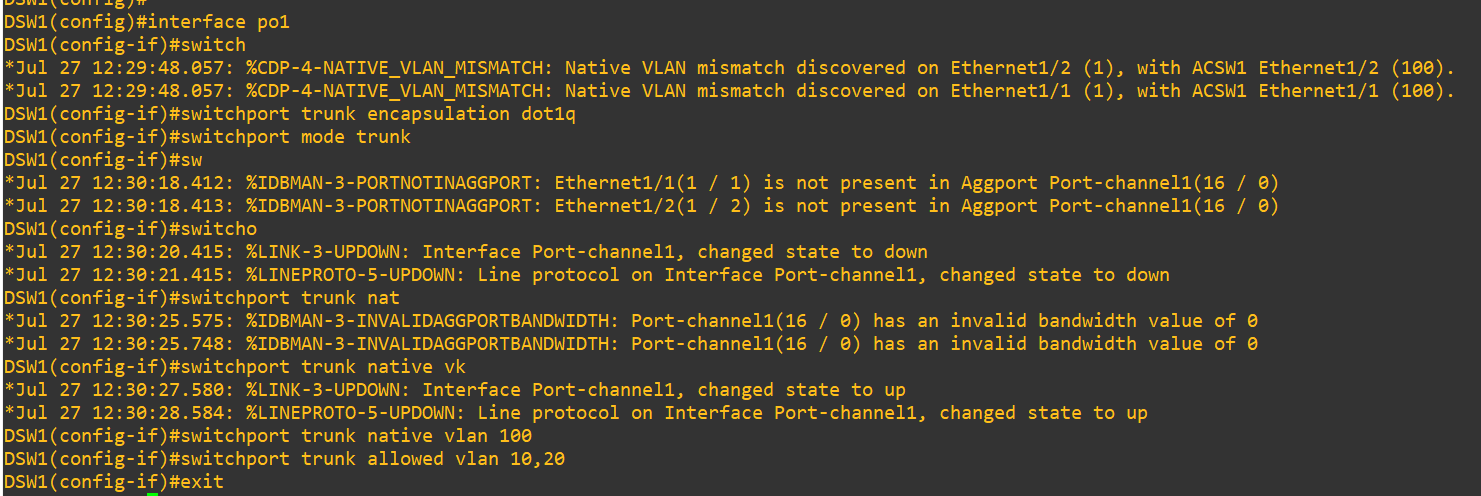 DSW1(config)#
DSW1(config)#interface po1
DSW1(config-if)#switch
*Jul 27 12:29:48.057: %CDP-4-NATIVE_VLAN_MISMATCH: Native VLAN mismatch discovered on Ethernet1/2 (1), with ACSW1 Ethernet1/2 (100).
*Jul 27 12:29:48.057: %CDP-4-NATIVE_VLAN_MISMATCH: Native VLAN mismatch discovered on Ethernet1/1 (1), with ACSW1 Ethernet1/1 (100).
DSW1(config-if)#switchport trunk encapsulation dot1q
DSW1(config-if)#switchport mode trunk
DSW1(config-if)#sw
*Jul 27 12:30:18.412: %IDBMAN-3-PORTNOTINAGGPORT: Ethernet1/1(1 / 1) is not present in Aggport Port-channel1(16 / 0)
*Jul 27 12:30:18.413: %IDBMAN-3-PORTNOTINAGGPORT: Ethernet1/2(1 / 2) is not present in Aggport Port-channel1(16 / 0)
DSW1(config-if)#switcho
*Jul 27 12:30:20.415: %LINK-3-UPDOWN: Interface Port-channel1, changed state to down
*Jul 27 12:30:21.415: %LINEPROTO-5-UPDOWN: Line protocol on Interface Port-channel1, changed state to down
DSW1(config-if)#switchport trunk nat
*Jul 27 12:30:25.575: %IDBMAN-3-INVALIDAGGPORTBANDWIDTH: Port-channel1(16 / 0) has an invalid bandwidth value of 0
*Jul 27 12:30:25.748: %IDBMAN-3-INVALIDAGGPORTBANDWIDTH: Port-channel1(16 / 0) has an invalid bandwidth value of 0
DSW1(config-if)#switchport trunk native vk
*Jul 27 12:30:27.580: %LINK-3-UPDOWN: Interface Port-channel1, changed state to up
*Jul 27 12:30:28.584: %LINEPROTO-5-UPDOWN: Line protocol on Interface Port-channel1, changed state to up
DSW1(config-if)#switchport trunk native vlan 100
DSW1(config-if)#switchport trunk allowed vlan 10,20
DSW1(config-if)#exit